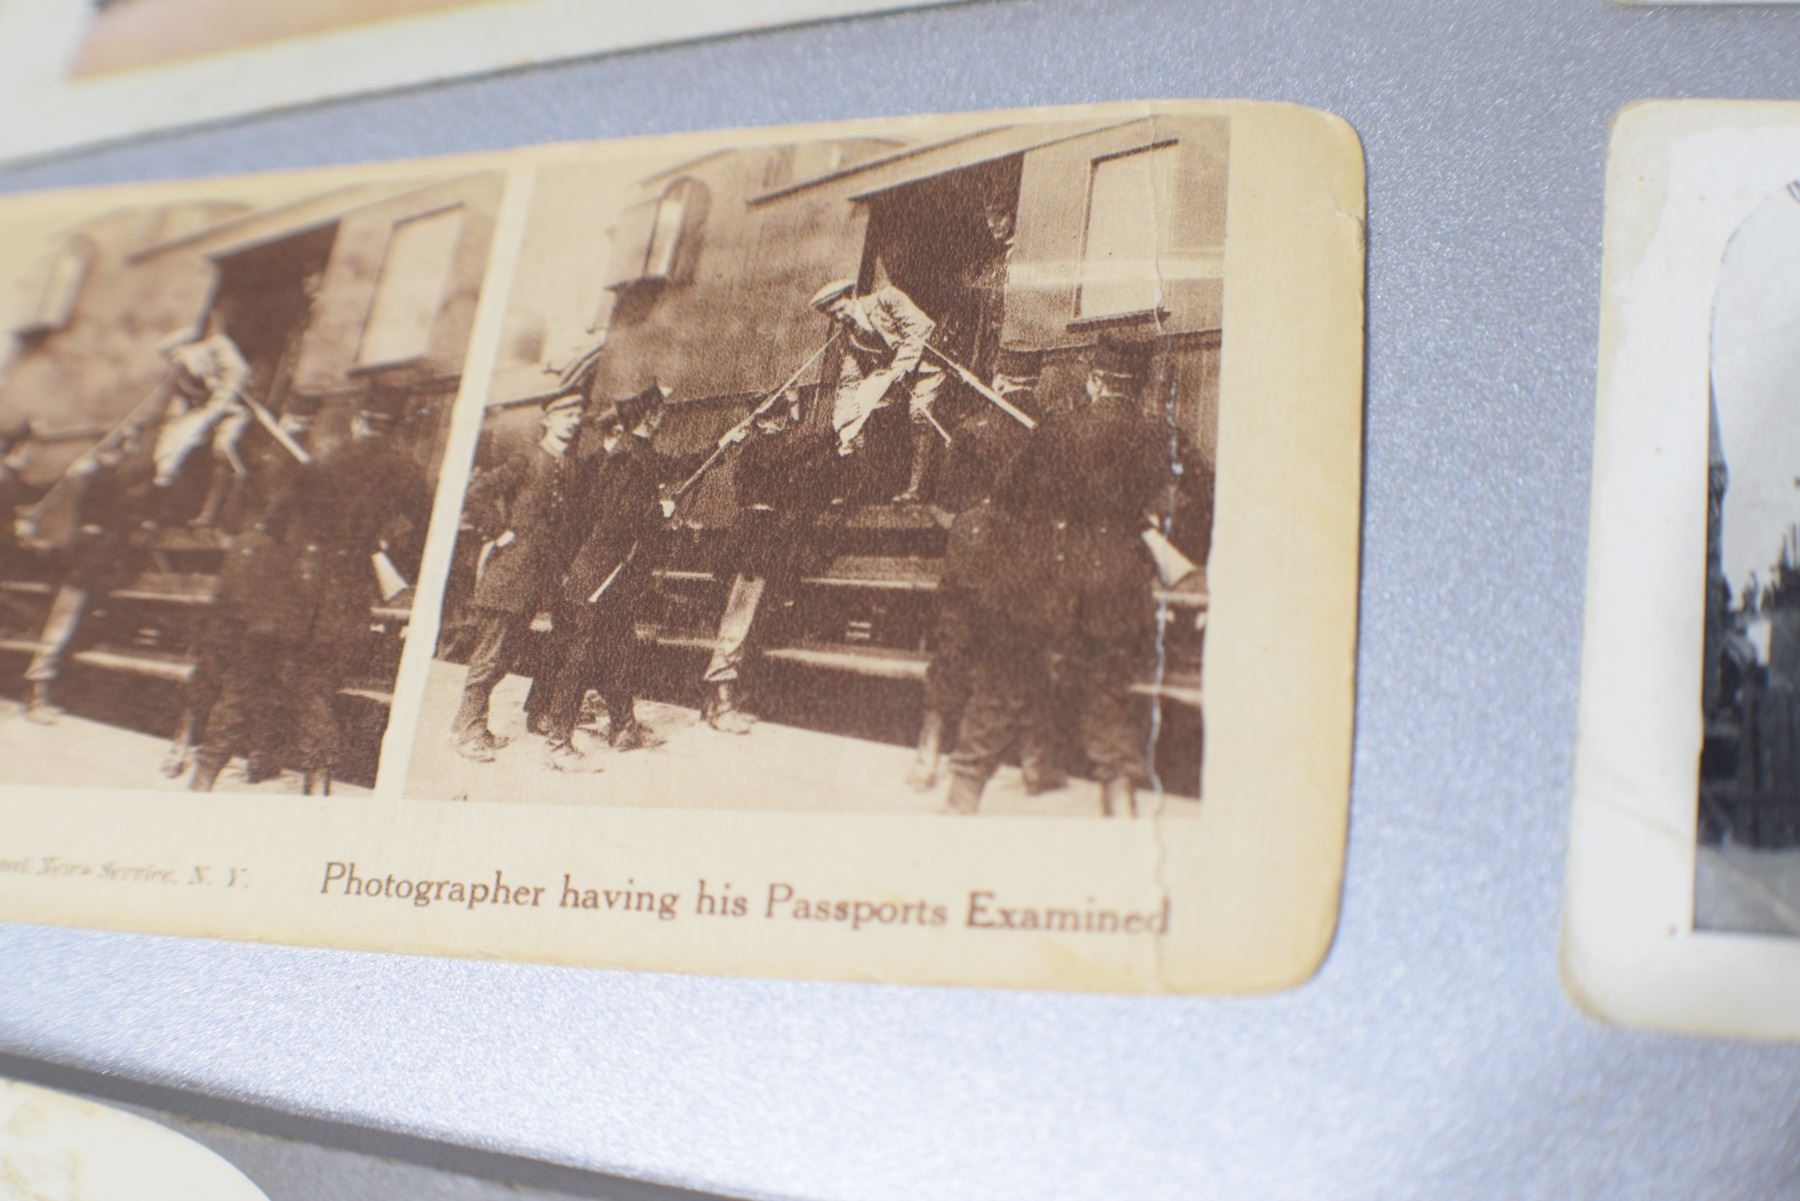 News Service, N. Y.
Photographer having his Passports Examined